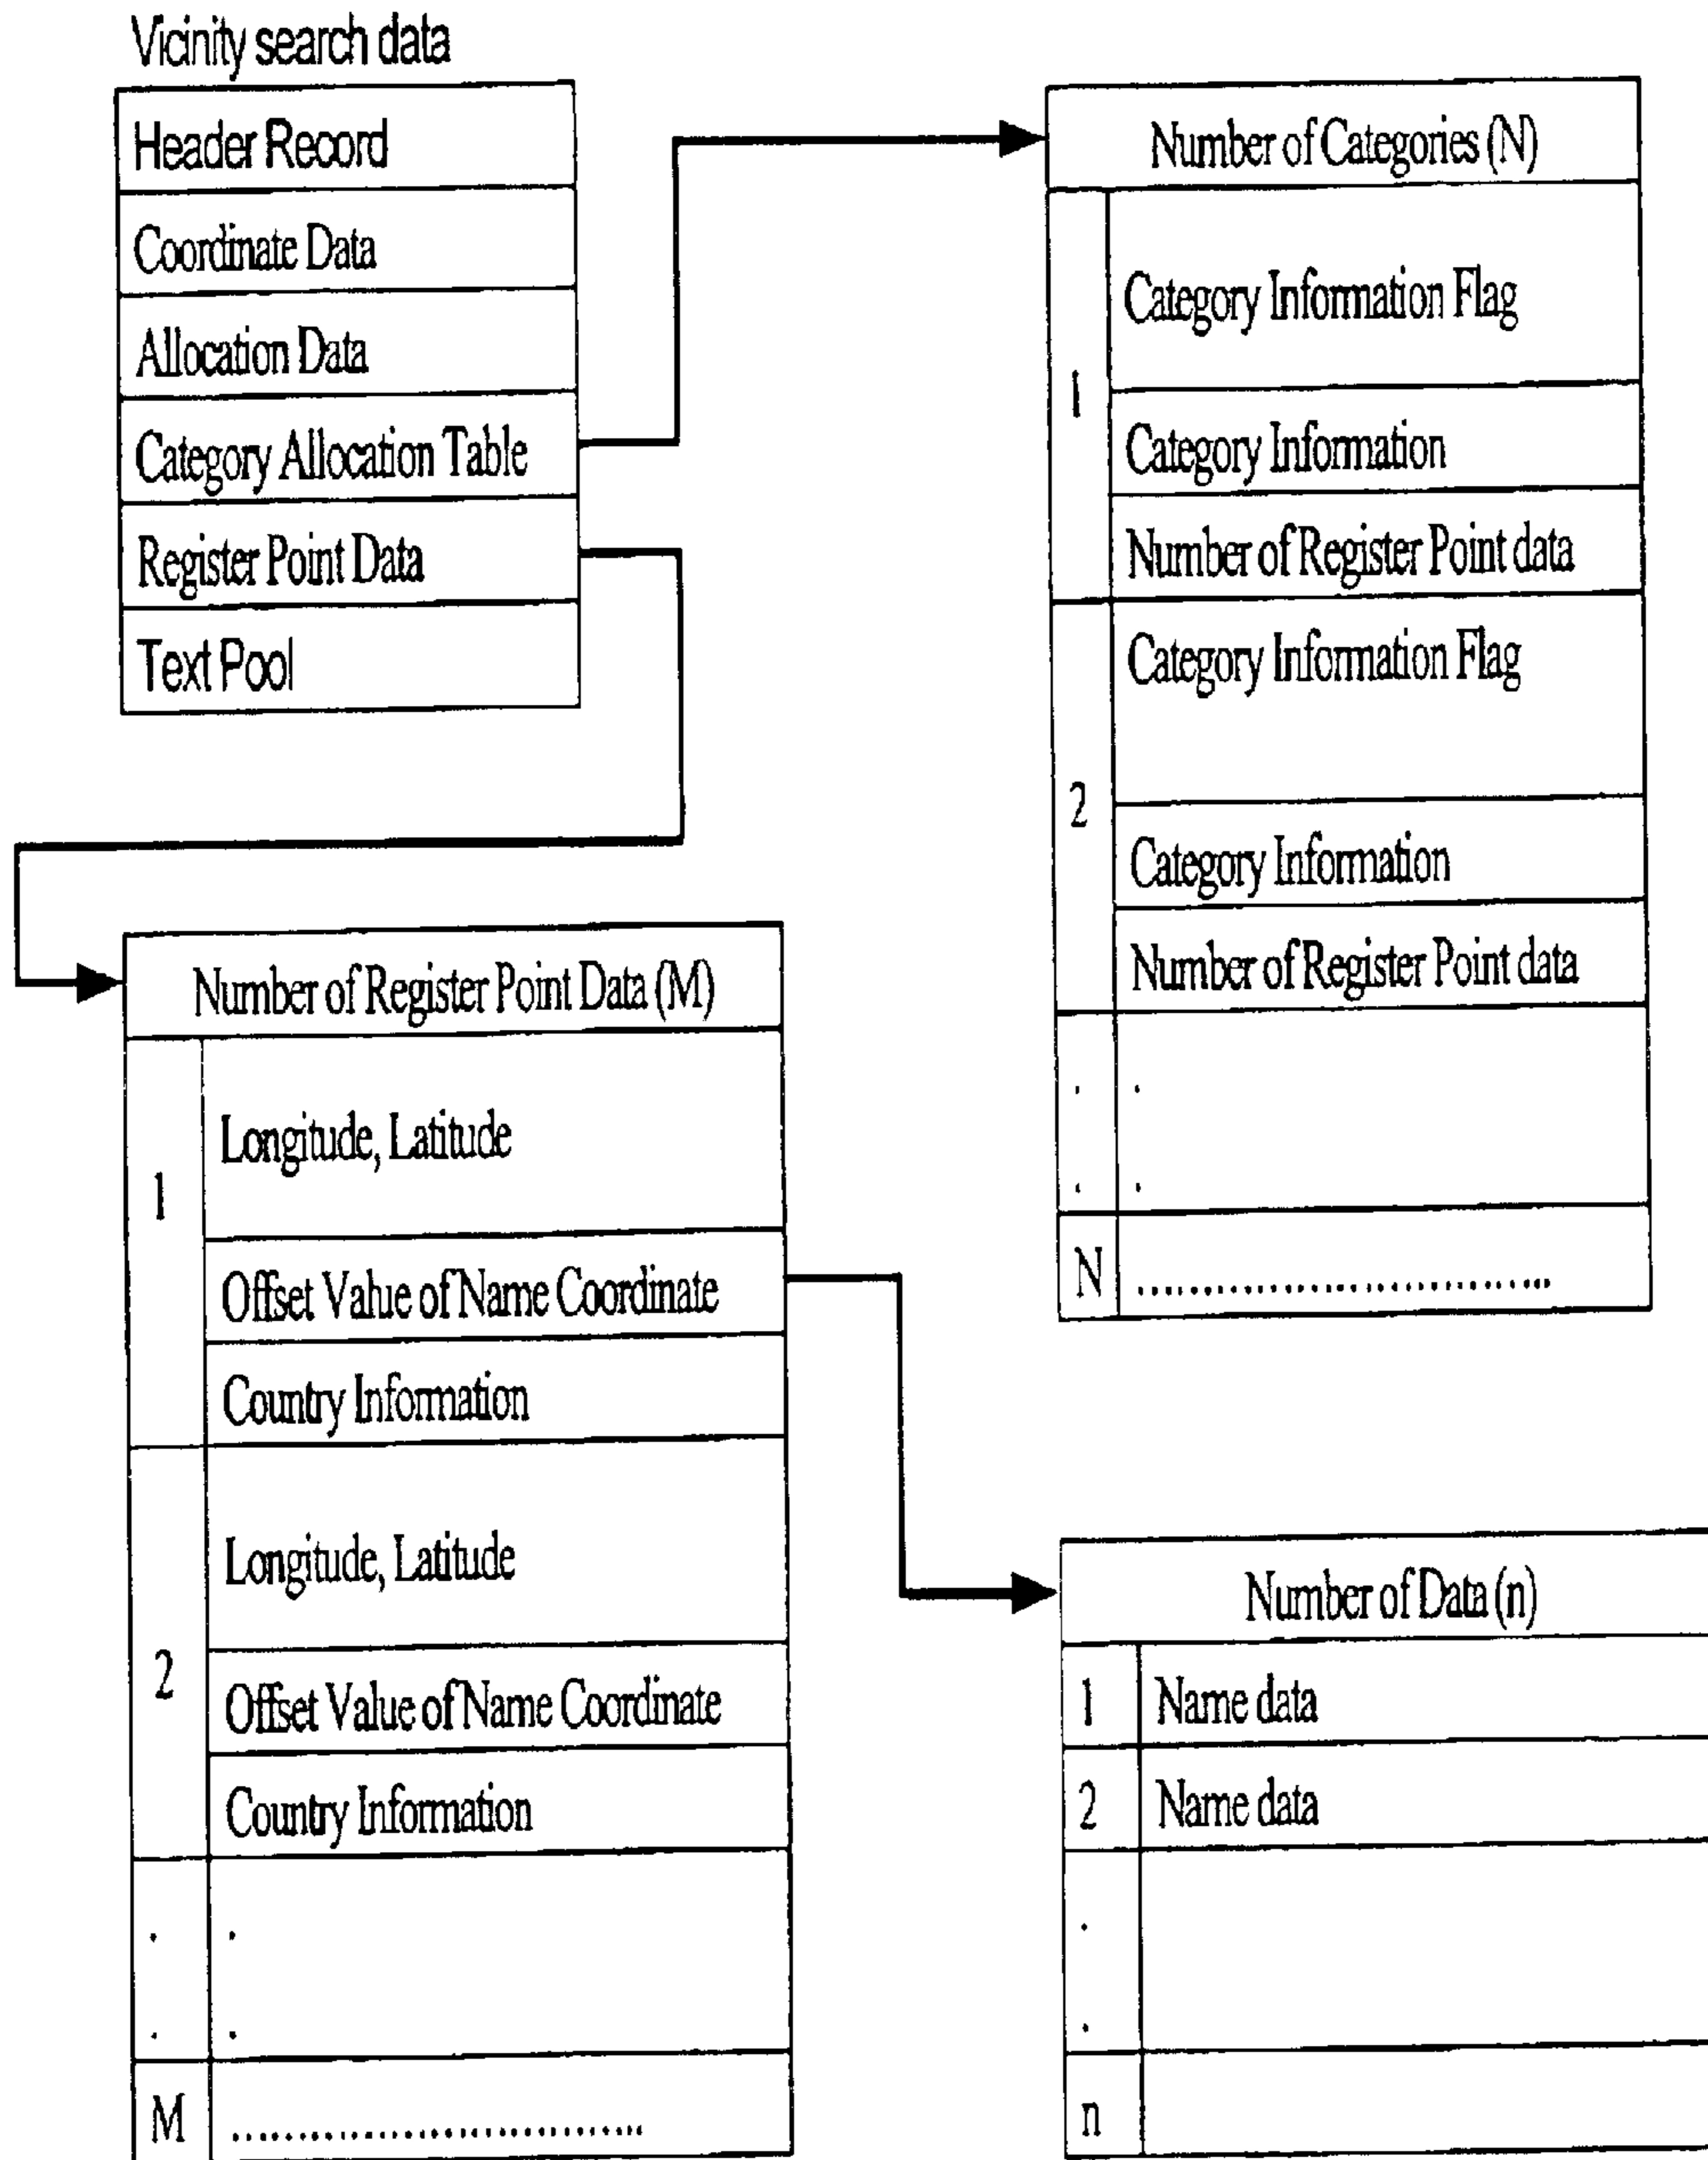 Vicinity search data
Header Record
Coordinate Data
Allocation Data
Category Allocation Table
Register Point Data
Text Pool
Number of Categories (N)
1
Category Information Flag
Category Information
Number of Register Point data
2
Category Information Flag
Category Information
Number of Register Point data
. .
. .
N ................................
Number of Register Point Data (M)
1
Longitude, Latitude
Offset Value of Name Coordinate
Country Information
2
Longitude, Latitude
Offset Value of Name Coordinate
Country Information
. .
. .
M ................................
Number of Data (n)
1 Name data
2 Name data
.
.
n